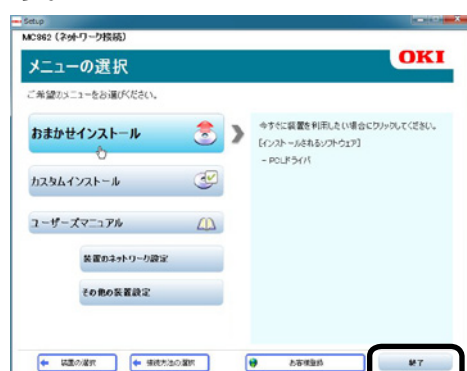 Setup
MC862（ネットワーク接続）
メニューの選択
OKI
ご希望のメニューをお選びください。
おまかせインストール
カスタムインストール
ユーザーズマニュアル
装置のネットワーク設定
その他の装置設定
今すぐに装置を利用したい場合にクリックしてください。
[インストールされるソフトウェア]
- PCLドライバ
装置の選択
接続方法の選択
お客様登録
終了